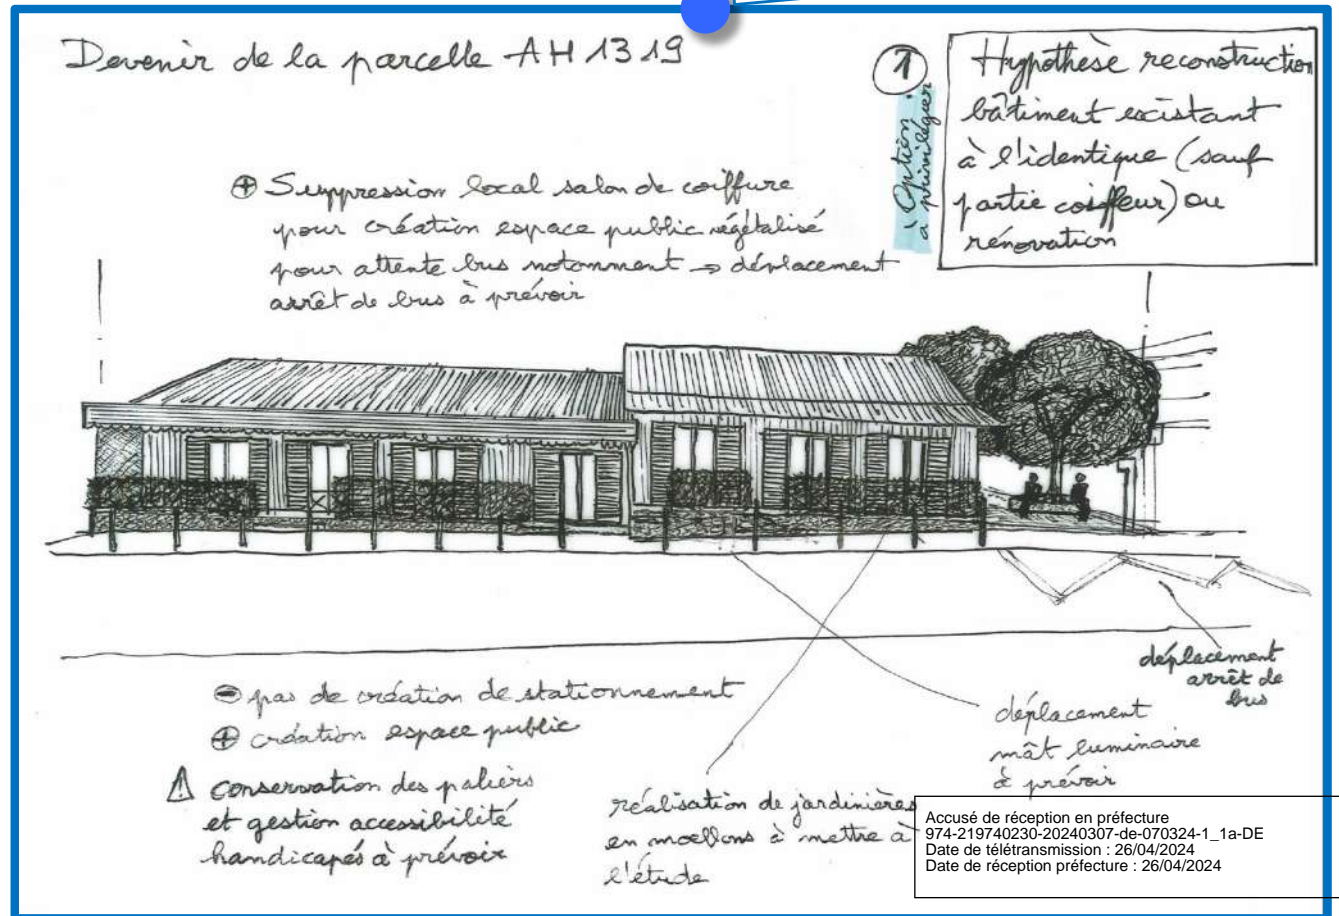 Devenir de la parcelle AH 1319
1
Option
à privilégier
Hypothèse reconstruction
bâtiment existant
à l'identique (sauf
partie coiffeur) ou
rénovation
⊕ Suppression local salon de coiffure
pour création espace public végétalisé
pour attente bus notamment → déplacement
arrêt de bus à prévoir
⊖ pas de création de stationnement
⊕ création espace public
⚠ conservation des paliers
et gestion accessibilité
handicapés à prévoir
réalisation de jardinières
en moellons à mettre à
l'étude
déplacement
mât luminaire
à prévoir
déplacement
arrêt de
bus
Accusé de réception en préfecture
974-219740230-20240307-de-070324-1_1a-DE
Date de télétransmission : 26/04/2024
Date de réception préfecture : 26/04/2024